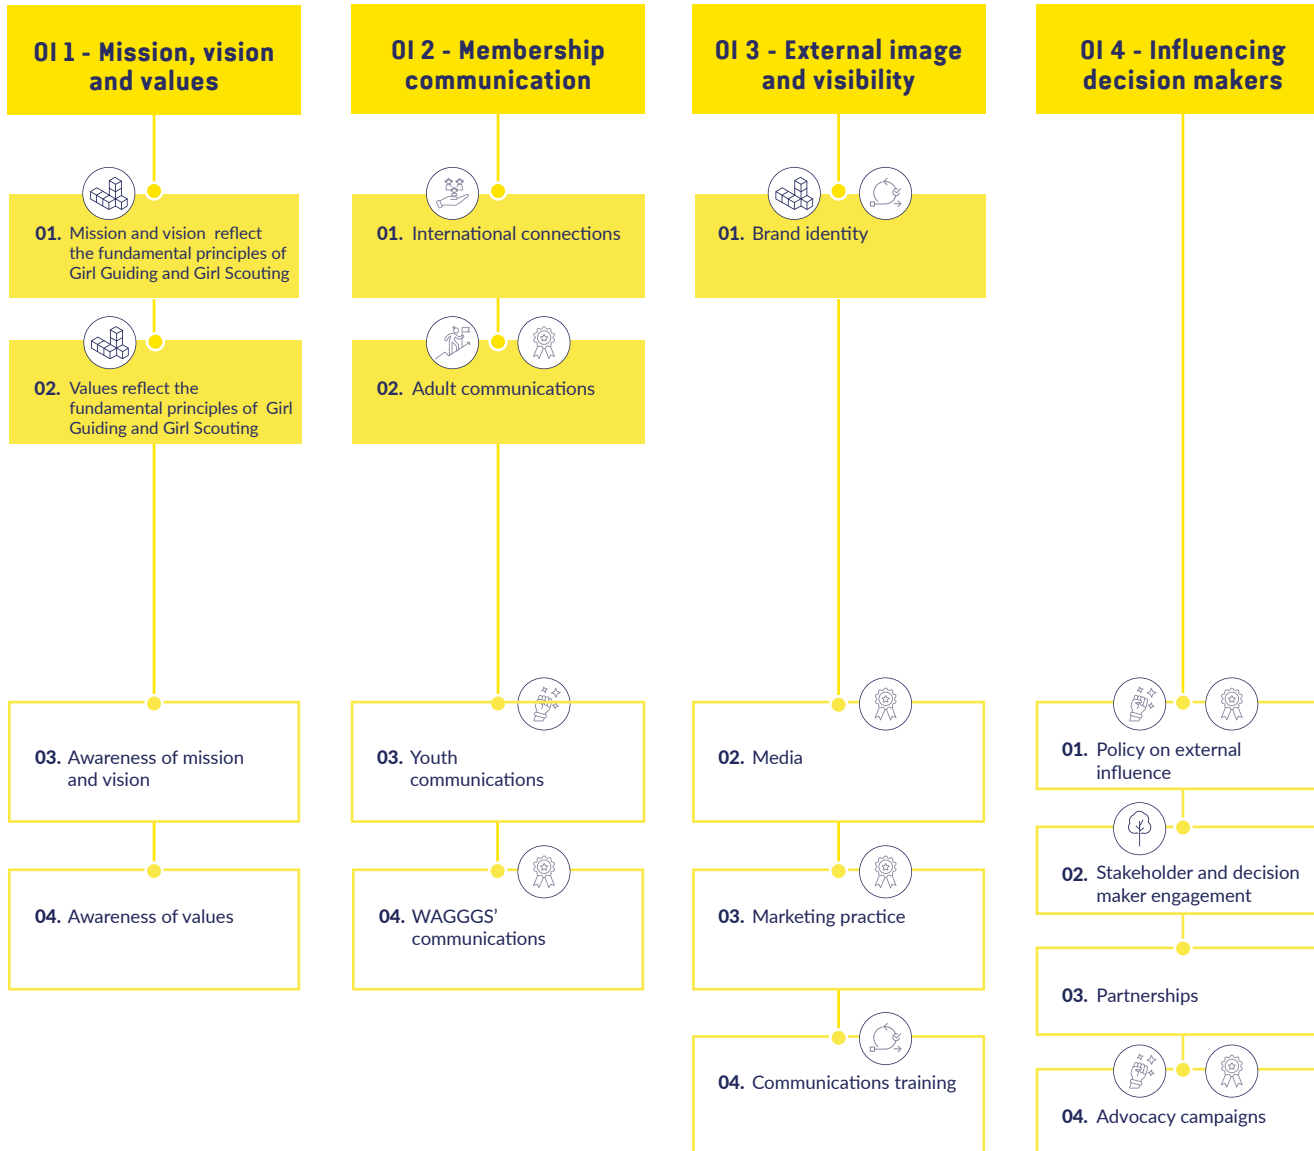 OI 1 - Mission, vision
and values
01. Mission and vision reflect
the fundamental principles of
Girl Guiding and Girl Scouting
02. Values reflect the
fundamental principles of Girl
Guiding and Girl Scouting
03. Awareness of mission
and vision
04. Awareness of values
OI 2 - Membership
communication
01. International connections
02. Adult communications
03. Youth
communications
04. WAGGGS’
communications
OI 3 - External image
and visibility
01. Brand identity
02. Media
03. Marketing practice
04. Communications training
OI 4 - Influencing
decision makers
01. Policy on external
influence
02. Stakeholder and decision
maker engagement
03. Partnerships
04. Advocacy campaigns